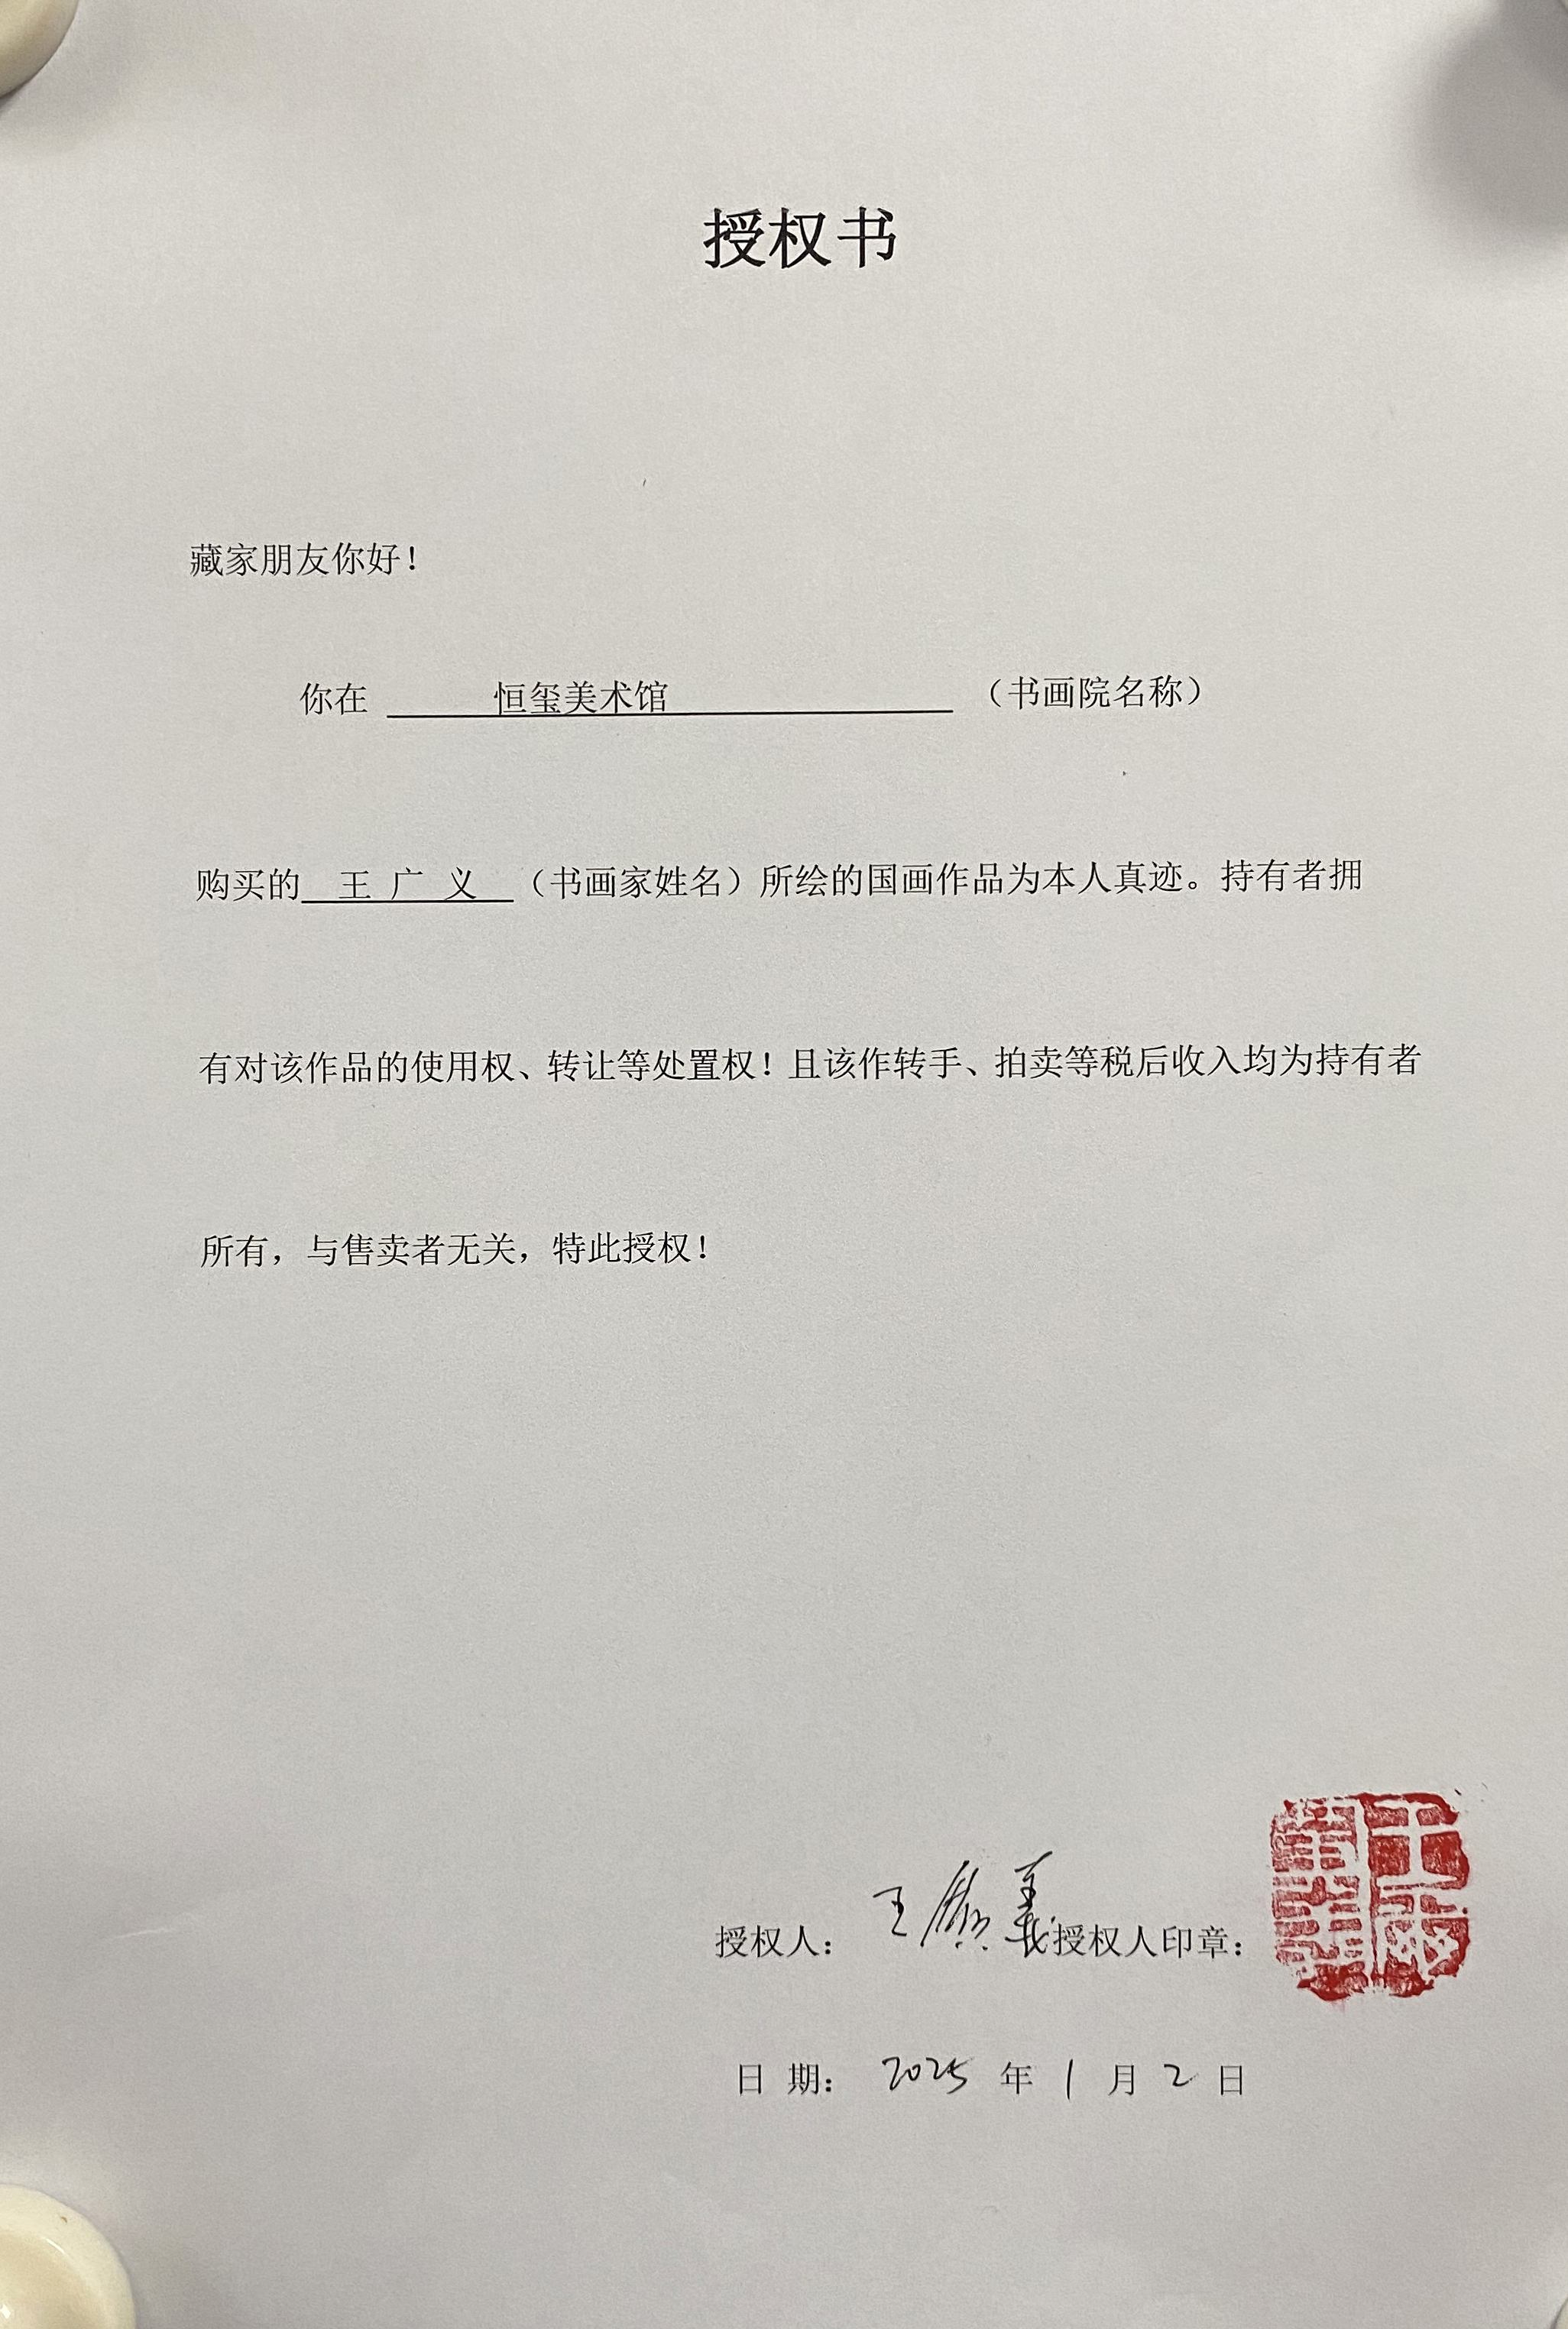 授权书
藏家朋友你好！
你在 恒玺美术馆 （书画院名称）
购买的 王 广 义 （书画家姓名）所绘的国画作品为本人真迹。持有者拥
有对该作品的使用权、转让等处置权！且该作转手、拍卖等税后收入均为持有者
所有，与售卖者无关，特此授权！
授权人： 王廣義 授权人印章：
日 期： 2025 年 1 月 2 日